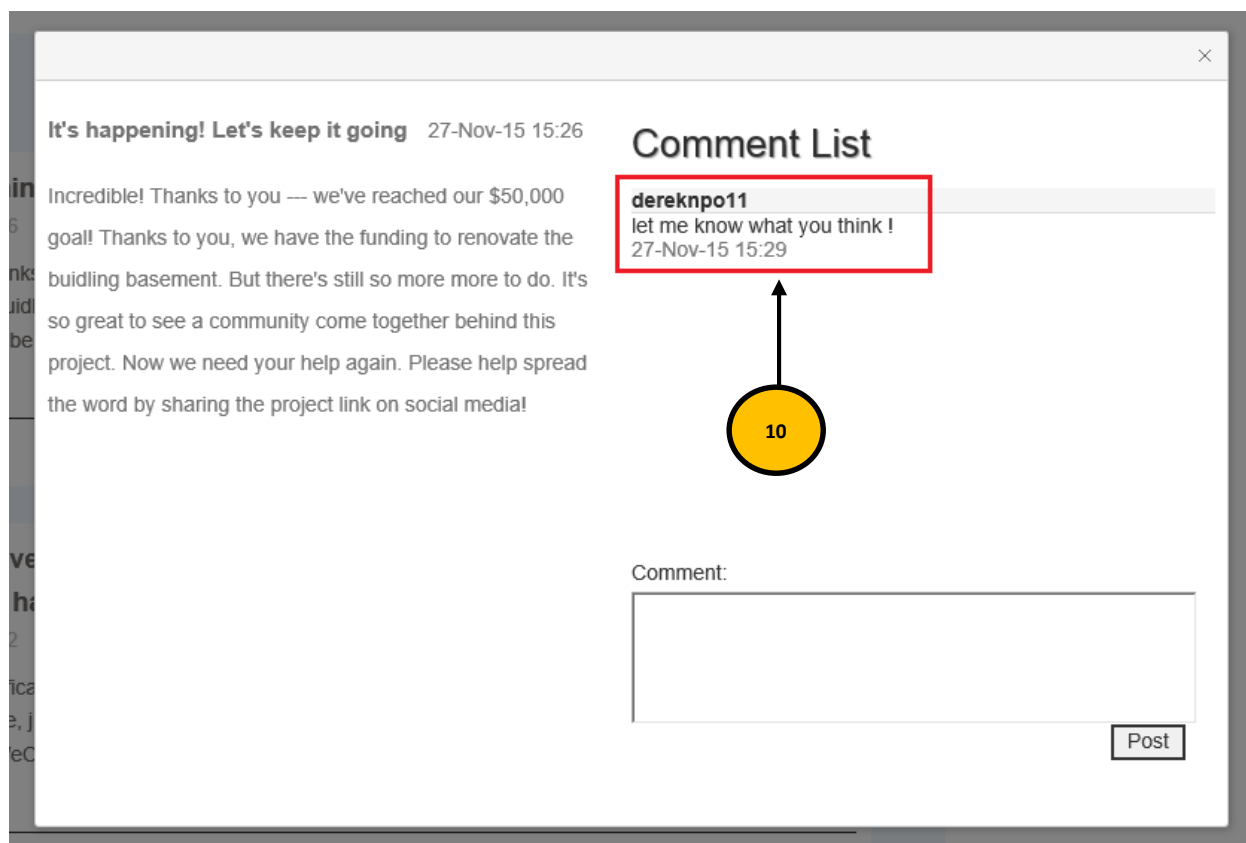 ×
It's happening! Let's keep it going 27-Nov-15 15:26
Incredible! Thanks to you --- we've reached our $50,000
goal! Thanks to you, we have the funding to renovate the
buidling basement. But there's still so more more to do. It's
so great to see a community come together behind this
project. Now we need your help again. Please help spread
the word by sharing the project link on social media!
Comment List
dereknpo11
let me know what you think !
27-Nov-15 15:29
10
Comment:
Post